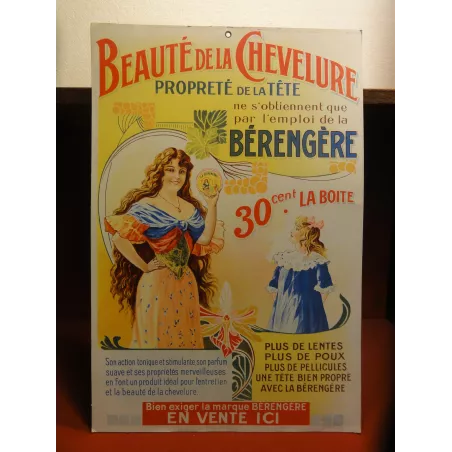 BEAUTÉ DE LA CHEVELURE
PROPRETÉ DE LA TÊTE
ne s'obtiennent que
par l'emploi de la
BÉRENGÈRE
30 cent. LA BOITE
Son action tonique et stimulante son parfum
suave et ses propriétés merveilleuses
en font un produit idéal pour l'entretien
et la beauté de la chevelure.
PLUS DE LENTES
PLUS DE POUX
PLUS DE PELLICULES
UNE TÊTE BIEN PROPRE
AVEC LA BÉRENGÈRE
Bien exiger la marque BÉRENGÈRE
EN VENTE ICI